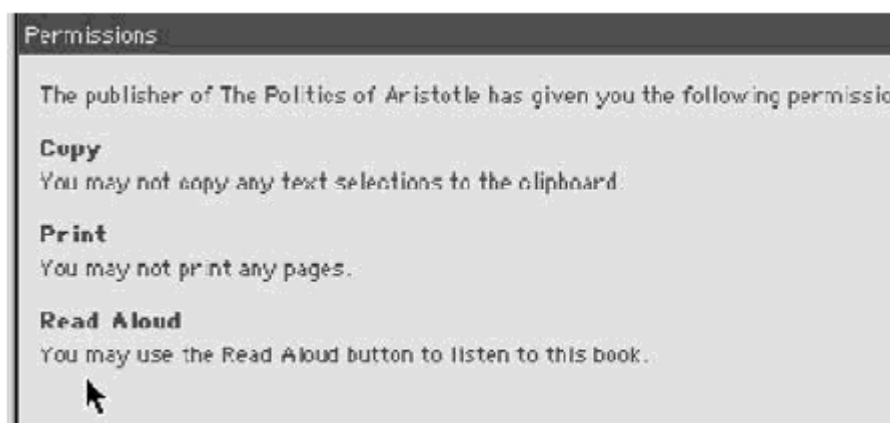 Permissions
The publisher of The Politics of Aristotle has given you the following permissio
Copy
You may not copy any text selections to the clipboard.
Print
You may not print any pages.
Read Aloud
You may use the Read Aloud button to listen to this book.